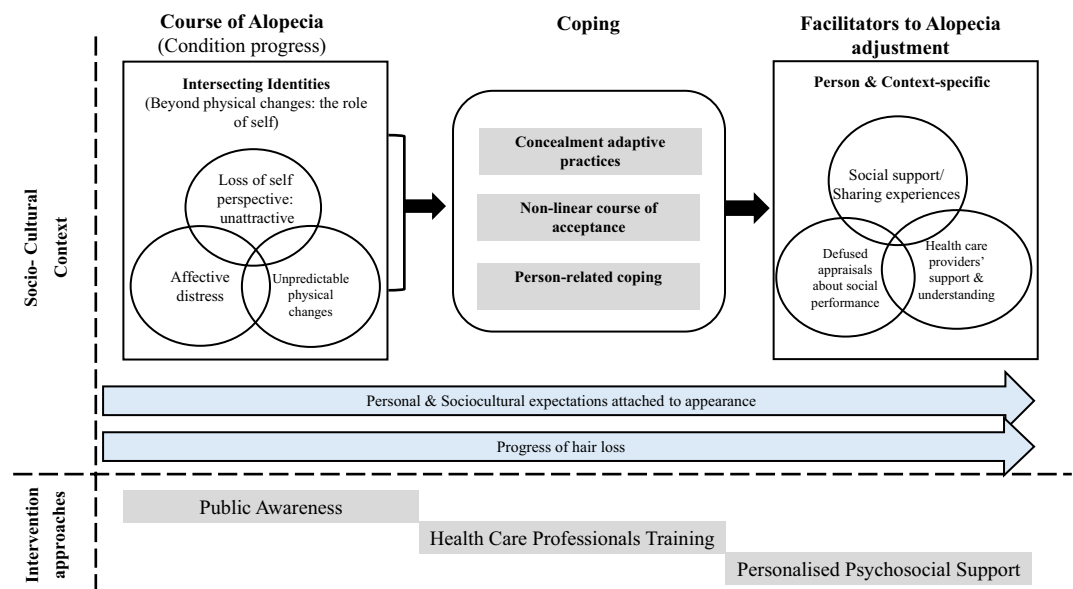 Course of Alopecia
(Condition progress)
Coping
Facilitators to Alopecia
adjustment
Socio- Cultural
Context
Intersecting Identities
(Beyond physical changes: the role
of self)
Loss of self
perspective:
unattractive
Affective
distress
Unpredictable
physical
changes
Concealment adaptive
practices
Non-linear course of
acceptance
Person-related coping
Person & Context-specific
Social support/
Sharing experiences
Defused
appraisals
about social
performance
Health care
providers’
support &
understanding
Personal & Sociocultural expectations attached to appearance
Progress of hair loss
Intervention
approaches
Public Awareness
Health Care Professionals Training
Personalised Psychosocial Support